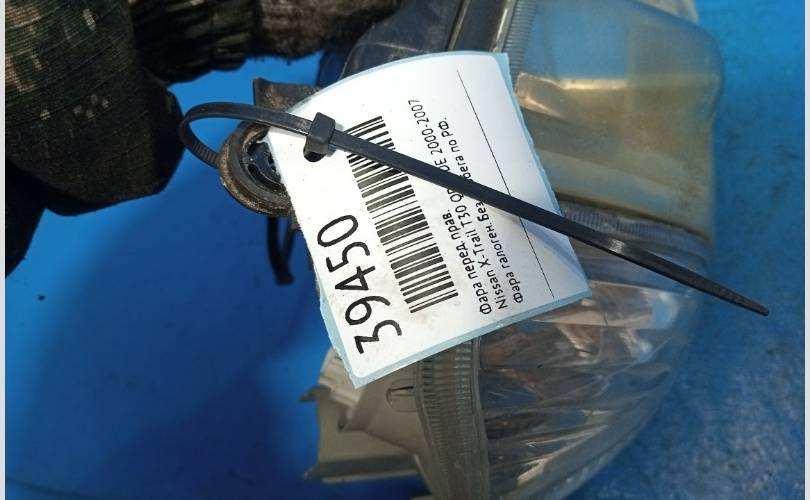 39450
Фара перед. прав.
Nissan X-Trail T30 QR20DE 2000-2007
Фара галоген. Без пробега по РФ.